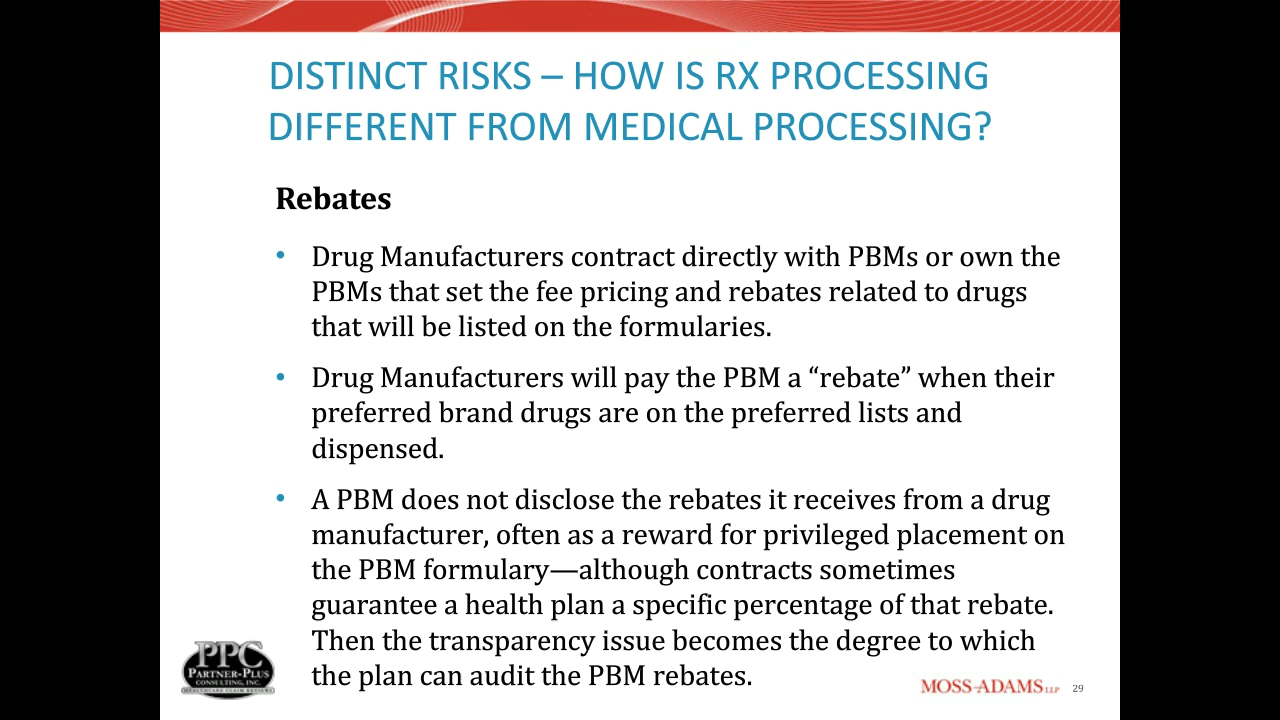 DISTINCT RISKS – HOW IS RX PROCESSING
DIFFERENT FROM MEDICAL PROCESSING?
Rebates
• Drug Manufacturers contract directly with PBMs or own the
PBMs that set the fee pricing and rebates related to drugs
that will be listed on the formularies.
• Drug Manufacturers will pay the PBM a “rebate” when their
preferred brand drugs are on the preferred lists and
dispensed.
• A PBM does not disclose the rebates it receives from a drug
manufacturer, often as a reward for privileged placement on
the PBM formulary—although contracts sometimes
guarantee a health plan a specific percentage of that rebate.
Then the transparency issue becomes the degree to which
the plan can audit the PBM rebates.
PPC
PARTNER-PLUS
CONSULTING, INC.
HEALTHCARE CLAIM REVIEWS
MOSS-ADAMS LLP
29